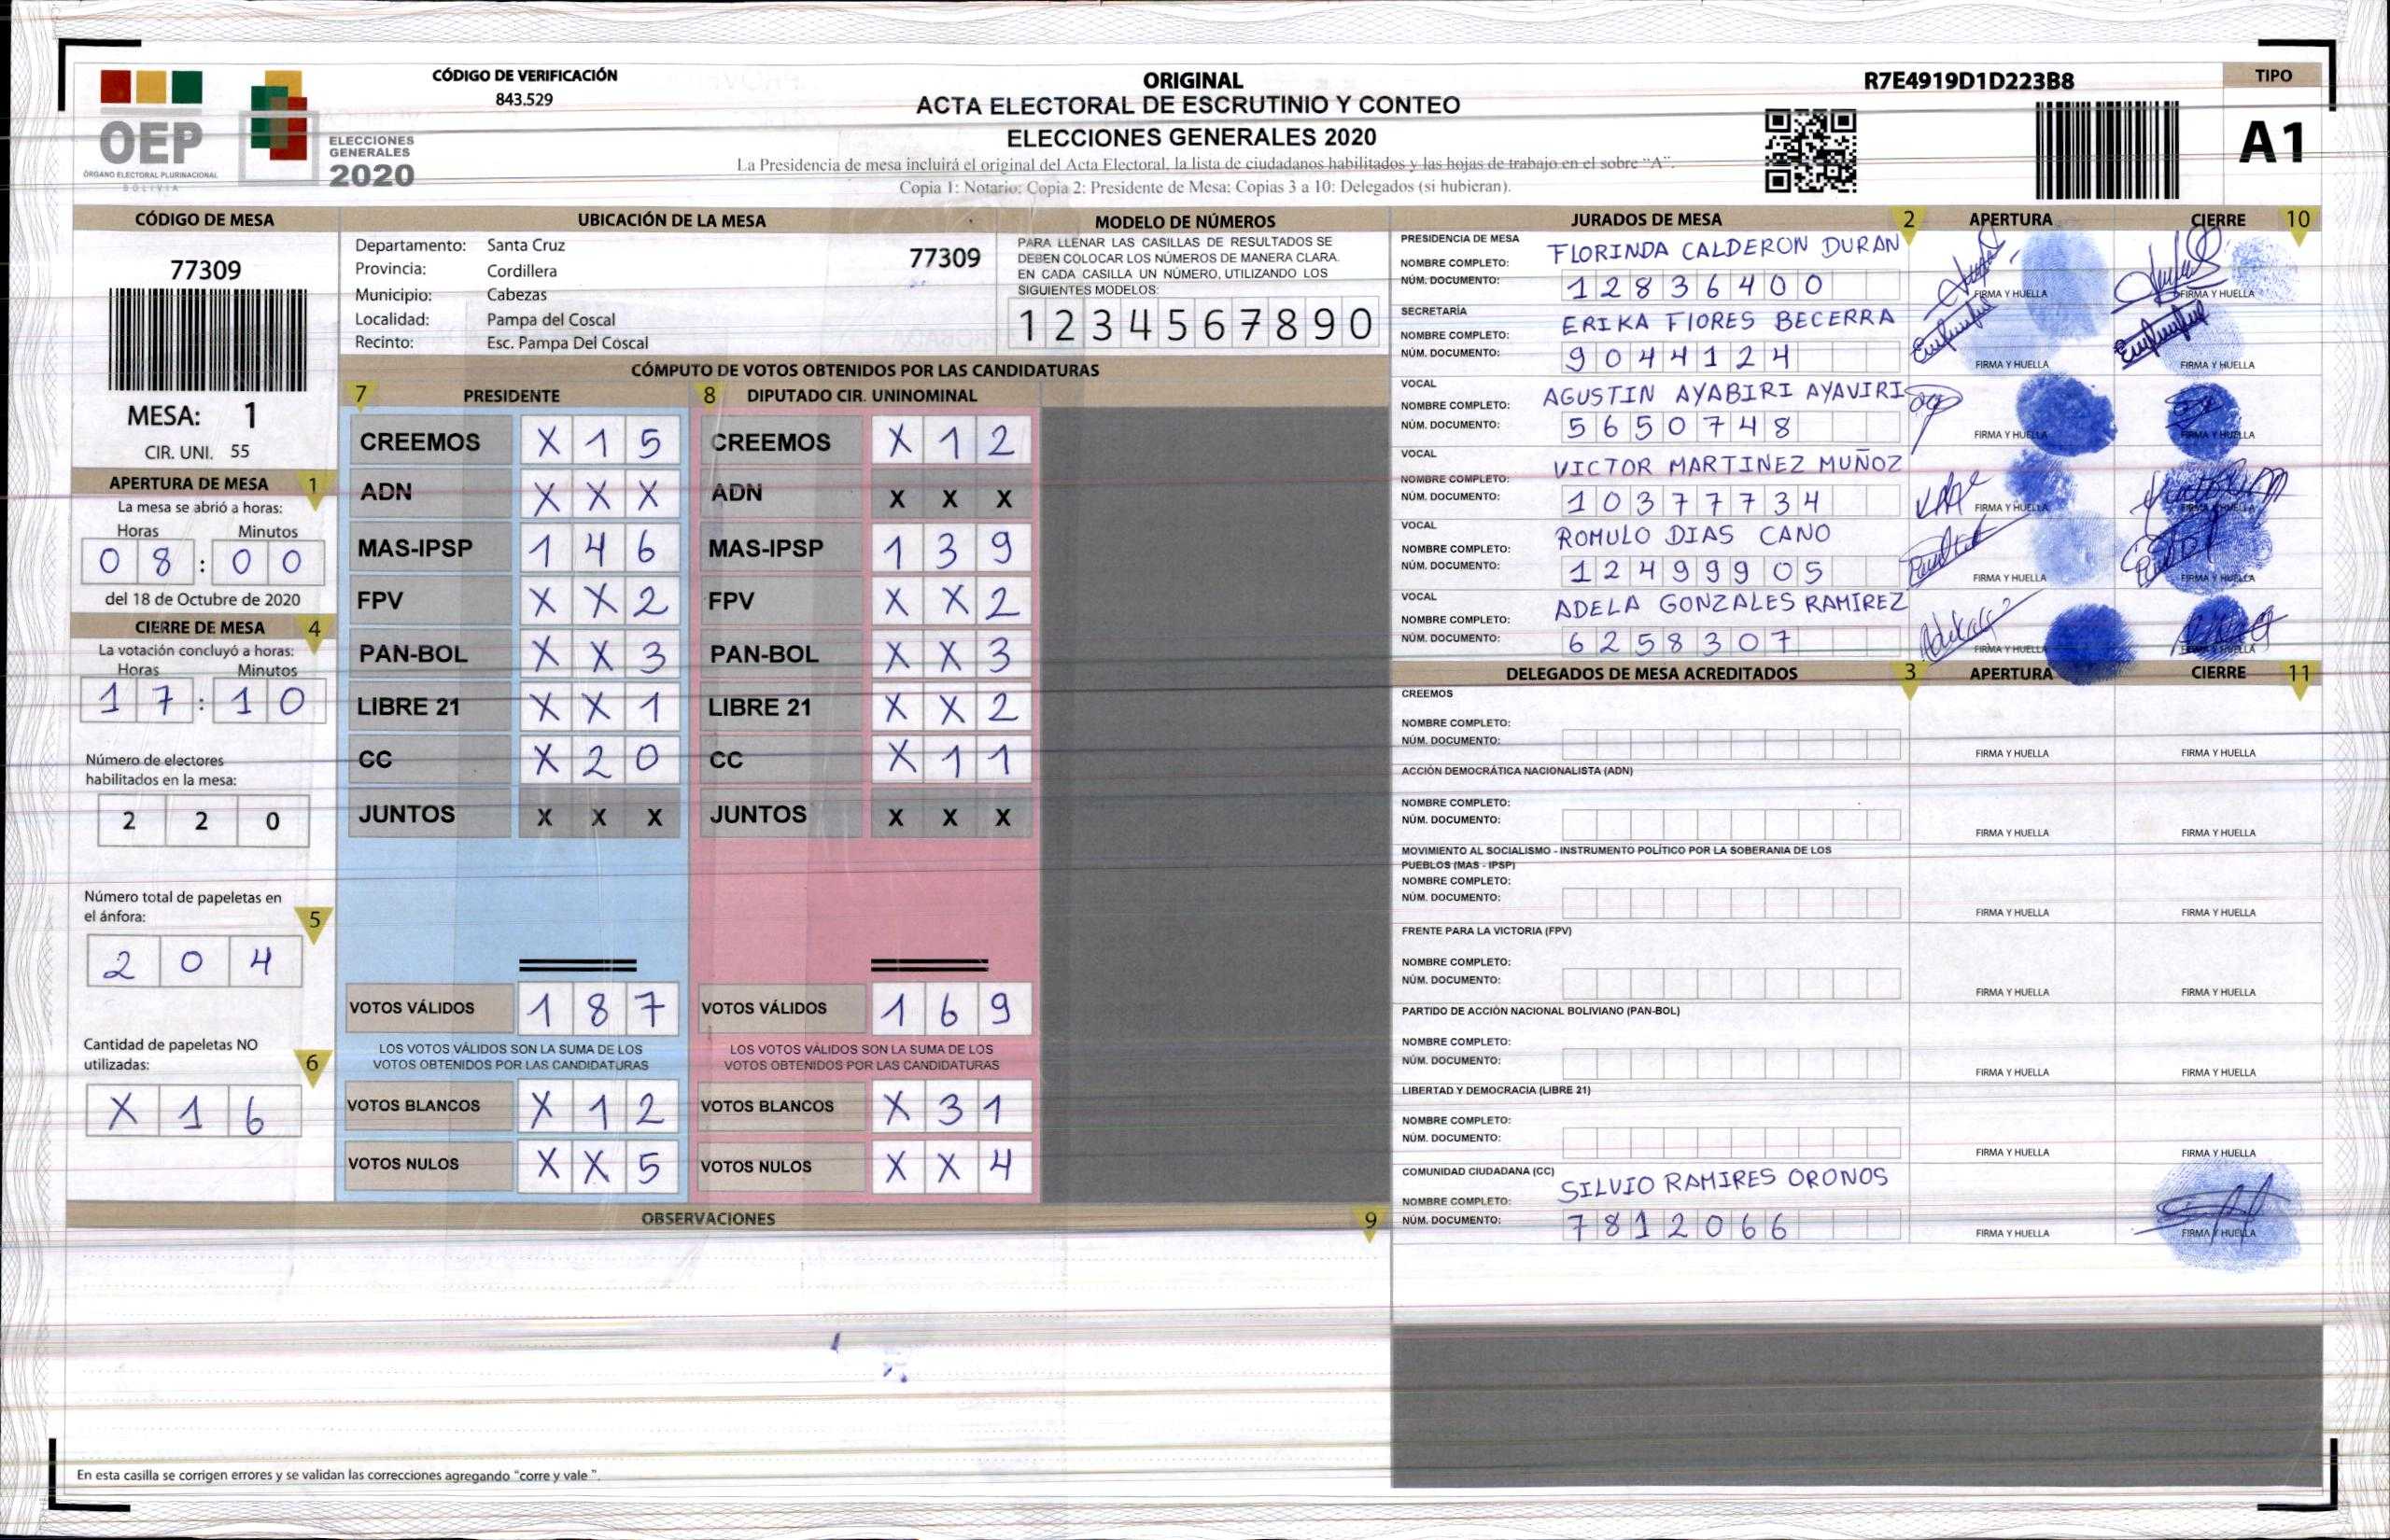 CÓDIGO DE VERIFICACIÓN
843.529
ORIGINAL
ACTA ELECTORAL DE ESCRUTINIO Y CONTEO
ELECCIONES GENERALES 2020
La Presidencia de mesa incluirá el original del Acta Electoral, la lista de ciudadanos habilitados y las hojas de trabajo en el sobre "A".
Copia 1: Notario; Copia 2: Presidente de Mesa; Copias 3 a 10: Delegados (si hubieran).
R7E4919D1D223B8
TIPO
A1
OEP
ÓRGANO ELECTORAL PLURINACIONAL
BOLIVIA
ELECCIONES
GENERALES
2020
CÓDIGO DE MESA
77309
MESA: 1
CIR. UNI. 55
APERTURA DE MESA 1
La mesa se abrió a horas:
Horas Minutos
0 8 : 0 0
del 18 de Octubre de 2020
CIERRE DE MESA 4
La votación concluyó a horas:
Horas Minutos
1 7 : 1 0
Número de electores
habilitados en la mesa:
2 2 0
Número total de papeletas en
el ánfora: 5
2 0 4
Cantidad de papeletas NO
utilizadas: 6
X 1 6
UBICACIÓN DE LA MESA
Departamento: Santa Cruz
77309
Provincia: Cordillera
Municipio: Cabezas
Localidad: Pampa del Coscal
Recinto: Esc. Pampa Del Coscal
MODELO DE NÚMEROS
PARA LLENAR LAS CASILLAS DE RESULTADOS SE
DEBEN COLOCAR LOS NÚMEROS DE MANERA CLARA.
EN CADA CASILLA UN NÚMERO, UTILIZANDO LOS
SIGUIENTES MODELOS:
1 2 3 4 5 6 7 8 9 0
CÓMPUTO DE VOTOS OBTENIDOS POR LAS CANDIDATURAS
7 PRESIDENTE
CREEMOS X 1 5
ADN X X X
MAS-IPSP 1 4 6
FPV X X 2
PAN-BOL X X 3
LIBRE 21 X X 1
CC X 2 0
JUNTOS X X X
VOTOS VÁLIDOS 1 8 7
LOS VOTOS VÁLIDOS SON LA SUMA DE LOS
VOTOS OBTENIDOS POR LAS CANDIDATURAS
VOTOS BLANCOS X 1 2
VOTOS NULOS X X 5
8 DIPUTADO CIR. UNINOMINAL
CREEMOS X 1 2
ADN X X X
MAS-IPSP 1 3 9
FPV X X 2
PAN-BOL X X 3
LIBRE 21 X X 2
CC X 1 1
JUNTOS X X X
VOTOS VÁLIDOS 1 6 9
LOS VOTOS VÁLIDOS SON LA SUMA DE LOS
VOTOS OBTENIDOS POR LAS CANDIDATURAS
VOTOS BLANCOS X 3 1
VOTOS NULOS X X 4
OBSERVACIONES 9
En esta casilla se corrigen errores y se validan las correcciones agregando "corre y vale".
JURADOS DE MESA 2 APERTURA CIERRE 10
PRESIDENCIA DE MESA
NOMBRE COMPLETO: FLORINDA CALDERON DURAN
NÚM. DOCUMENTO: 1 2 8 3 6 4 0 0
FIRMA Y HUELLA FIRMA Y HUELLA
SECRETARÍA
NOMBRE COMPLETO: ERIKA FLORES BECERRA
NÚM. DOCUMENTO: 9 0 4 4 1 2 4
FIRMA Y HUELLA FIRMA Y HUELLA
VOCAL
NOMBRE COMPLETO: AGUSTIN AYABIRI AYAVIRI
NÚM. DOCUMENTO: 5 6 5 0 7 4 8
FIRMA Y HUELLA FIRMA Y HUELLA
VOCAL
NOMBRE COMPLETO: VICTOR MARTINEZ MUÑOZ
NÚM. DOCUMENTO: 1 0 3 7 7 7 3 4
FIRMA Y HUELLA FIRMA Y HUELLA
VOCAL
NOMBRE COMPLETO: ROMULO DIAS CANO
NÚM. DOCUMENTO: 1 2 4 9 9 9 0 5
FIRMA Y HUELLA FIRMA Y HUELLA
VOCAL
NOMBRE COMPLETO: ADELA GONZALES RAMIREZ
NÚM. DOCUMENTO: 6 2 5 8 3 0 7
FIRMA Y HUELLA FIRMA Y HUELLA
DELEGADOS DE MESA ACREDITADOS 3 APERTURA CIERRE 11
CREEMOS
NOMBRE COMPLETO:
NÚM. DOCUMENTO:
FIRMA Y HUELLA FIRMA Y HUELLA
ACCIÓN DEMOCRÁTICA NACIONALISTA (ADN)
NOMBRE COMPLETO:
NÚM. DOCUMENTO:
FIRMA Y HUELLA FIRMA Y HUELLA
MOVIMIENTO AL SOCIALISMO - INSTRUMENTO POLÍTICO POR LA SOBERANIA DE LOS
PUEBLOS (MAS - IPSP)
NOMBRE COMPLETO:
NÚM. DOCUMENTO:
FIRMA Y HUELLA FIRMA Y HUELLA
FRENTE PARA LA VICTORIA (FPV)
NOMBRE COMPLETO:
NÚM. DOCUMENTO:
FIRMA Y HUELLA FIRMA Y HUELLA
PARTIDO DE ACCIÓN NACIONAL BOLIVIANO (PAN-BOL)
NOMBRE COMPLETO:
NÚM. DOCUMENTO:
FIRMA Y HUELLA FIRMA Y HUELLA
LIBERTAD Y DEMOCRACIA (LIBRE 21)
NOMBRE COMPLETO:
NÚM. DOCUMENTO:
FIRMA Y HUELLA FIRMA Y HUELLA
COMUNIDAD CIUDADANA (CC)
NOMBRE COMPLETO: SILVIO RAMIRES ORONOS
NÚM. DOCUMENTO: 7 8 1 2 0 6 6
FIRMA Y HUELLA FIRMA Y HUELLA